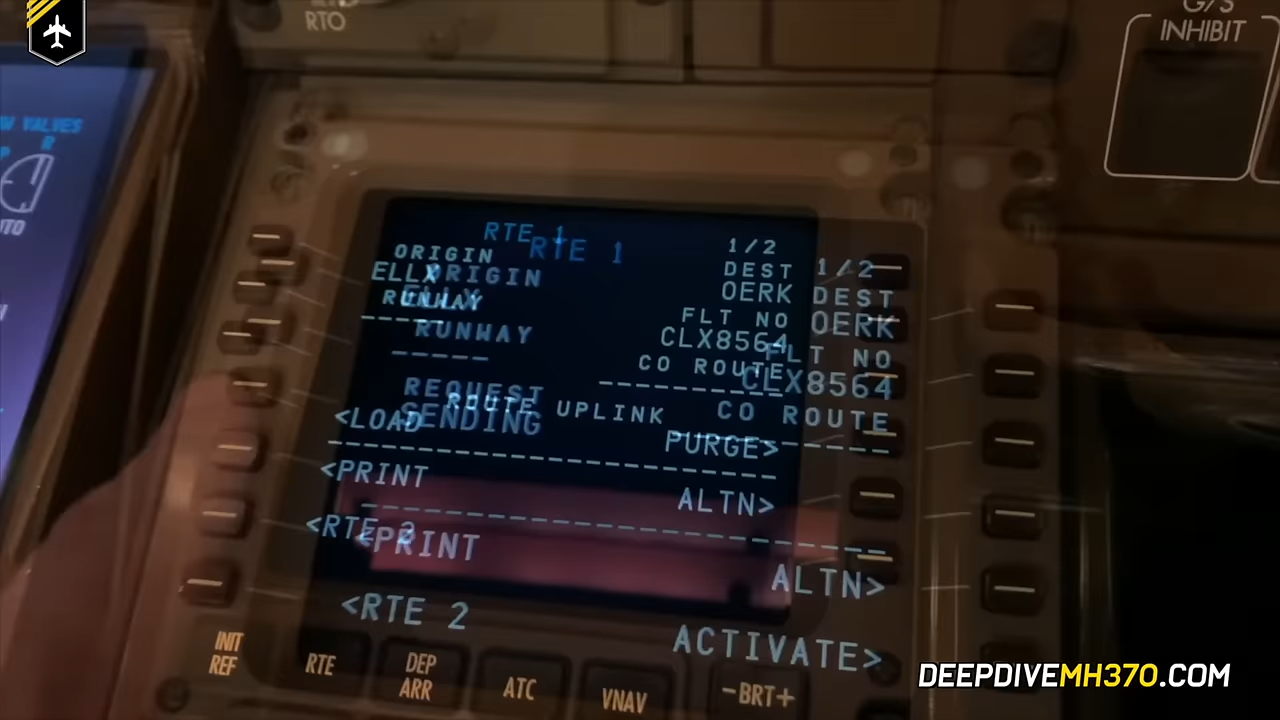 RTO
G/S
INHIBIT
VALVES
R
RTE 1
RTE 1
1/2
ORIGIN
DEST
1/2
ELLX
ORIGIN
OERK
DEST
RUNWAY
ELLX
FLT NO
OERK
-----
RUNWAY
CLX8564
FLT NO
-----
CO ROUTE
CLX8564
REQUEST
ROUTE UPLINK
CO ROUTE
<LOAD
SENDING
PURGE>
<PRINT
ALTN>
<RTE 2
<PRINT
ALTN>
<RTE 2
ACTIVATE>
INIT
REF
RTE
DEP
ARR
ATC
VNAV
-BRT+
DEEPDIVEMH370.COM